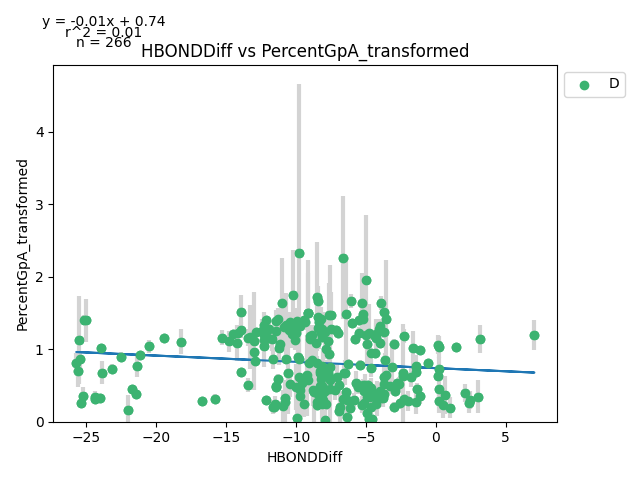 y = -0.01x + 0.74
r^2 = 0.01
n = 266
HBONDDiff vs PercentGpA_transformed
D
PercentGpA_transformed
4
3
2
1
0
−25
−20
−15
−10
−5
0
5
HBONDDiff